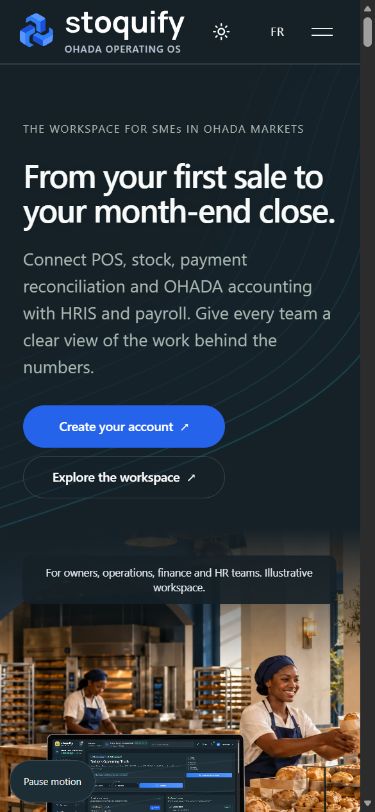 stoquify
OHADA OPERATING OS
FR
THE WORKSPACE FOR SMEs IN OHADA MARKETS
From your first sale to
your month-end close.
Connect POS, stock, payment
reconciliation and OHADA accounting
with HRIS and payroll. Give every team a
clear view of the work behind the
numbers.
Create your account ↗
Explore the workspace ↗
For owners, operations, finance and HR teams. Illustrative
workspace.
Pause motion